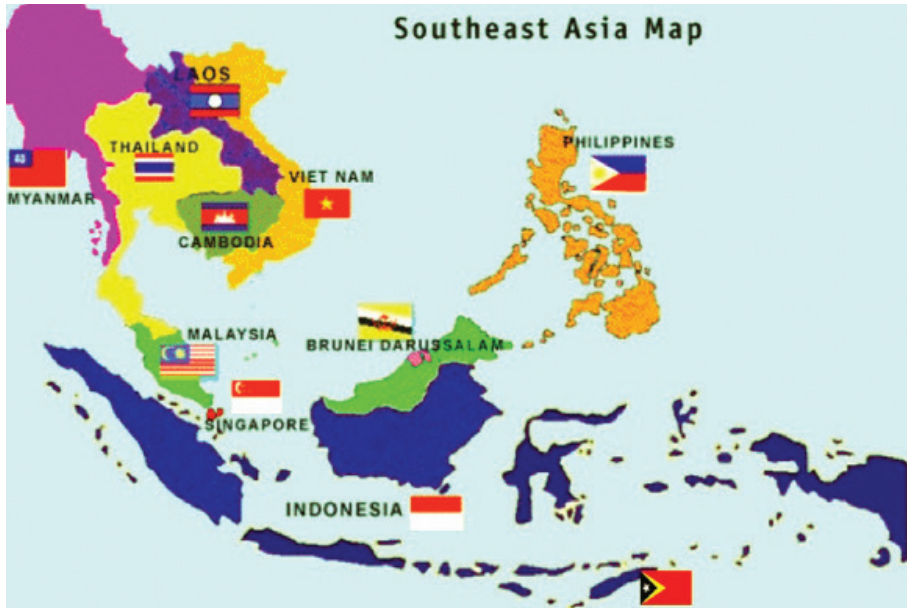 Southeast Asia Map
LAOS
THAILAND
PHILIPPINES
VIET NAM
MYANMAR
CAMBODIA
MALAYSIA
BRUNEI DARUSSALAM
SINGAPORE
INDONESIA